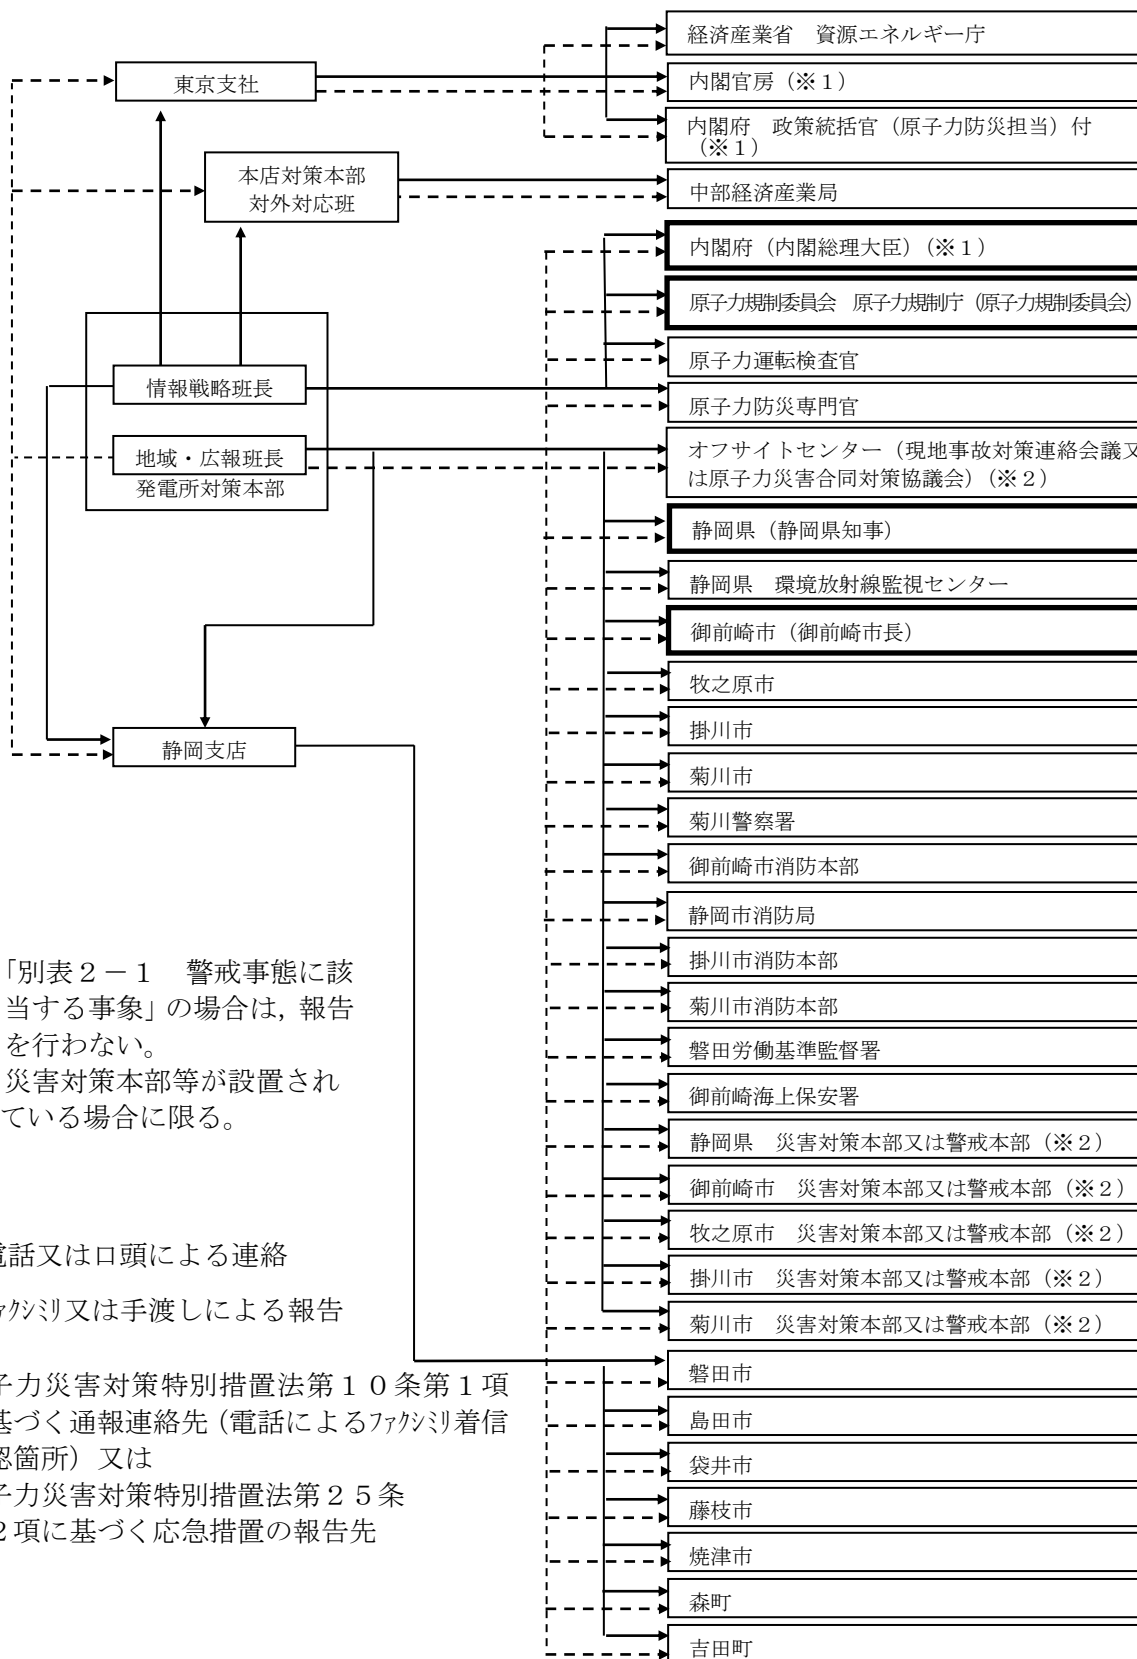 経済産業省　資源エネルギー庁
東京支社
内閣官房（※１）
内閣府　政策統括官（原子力防災担当）付
（※１）
本店対策本部
対外対応班
中部経済産業局
内閣府（内閣総理大臣）（※１）
原子力規制委員会　原子力規制庁（原子力規制委員会）
原子力運転検査官
情報戦略班長
原子力防災専門官
地域・広報班長
発電所対策本部
オフサイトセンター（現地事故対策連絡会議又
は原子力災害合同対策協議会）（※２）
静岡県（静岡県知事）
静岡県　環境放射線監視センター
御前崎市（御前崎市長）
牧之原市
掛川市
静岡支店
菊川市
菊川警察署
御前崎市消防本部
静岡市消防局
掛川市消防本部
菊川市消防本部
磐田労働基準監督署
御前崎海上保安署
静岡県　災害対策本部又は警戒本部（※２）
御前崎市　災害対策本部又は警戒本部（※２）
牧之原市　災害対策本部又は警戒本部（※２）
掛川市　災害対策本部又は警戒本部（※２）
菊川市　災害対策本部又は警戒本部（※２）
磐田市
島田市
袋井市
藤枝市
焼津市
森町
吉田町
「別表２－１　警戒事態に該
当する事象」の場合は，報告
を行わない。
災害対策本部等が設置され
ている場合に限る。
電話又は口頭による連絡
ｧｸｼﾐﾘ又は手渡しによる報告
子力災害対策特別措置法第１０条第１項
基づく通報連絡先（電話によるﾌｧｸｼﾐﾘ着信
認箇所）又は
子力災害対策特別措置法第２５条
２項に基づく応急措置の報告先